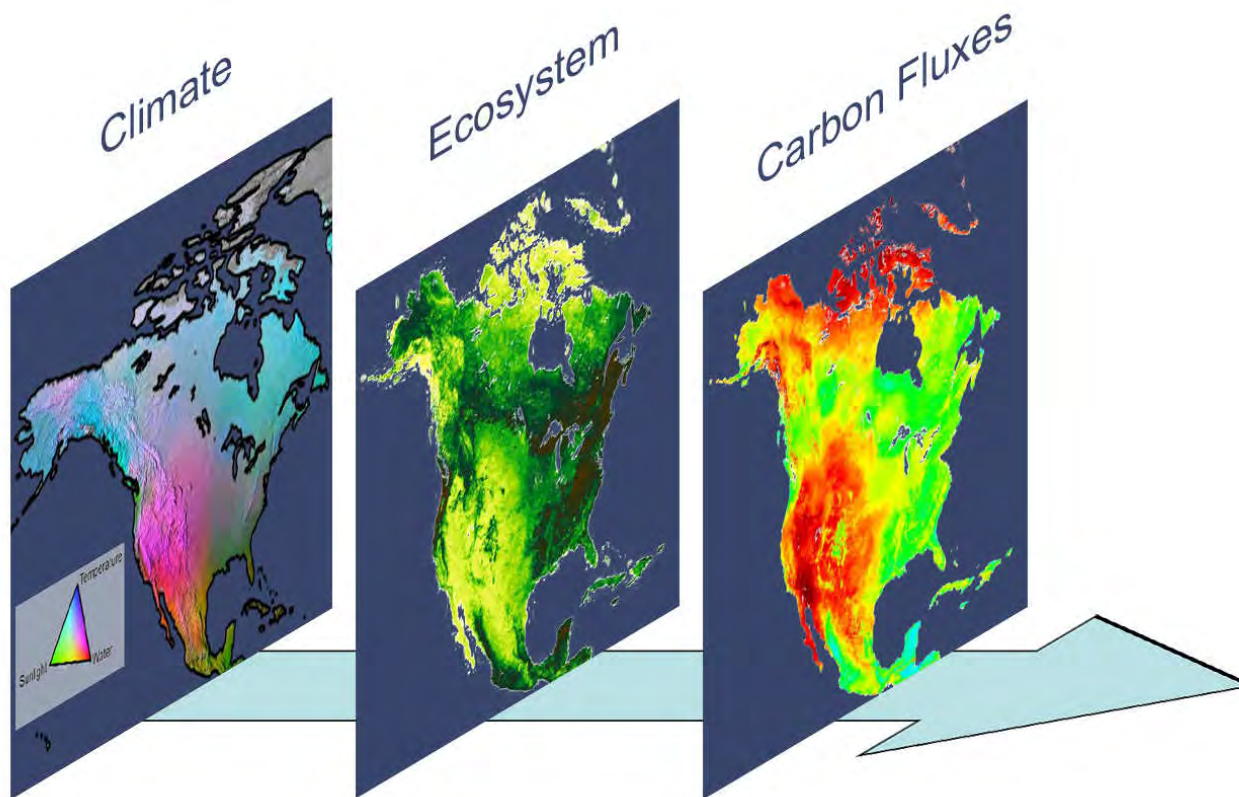 Climate
Ecosystem
Carbon Fluxes
Temperature
Sunlight
Water